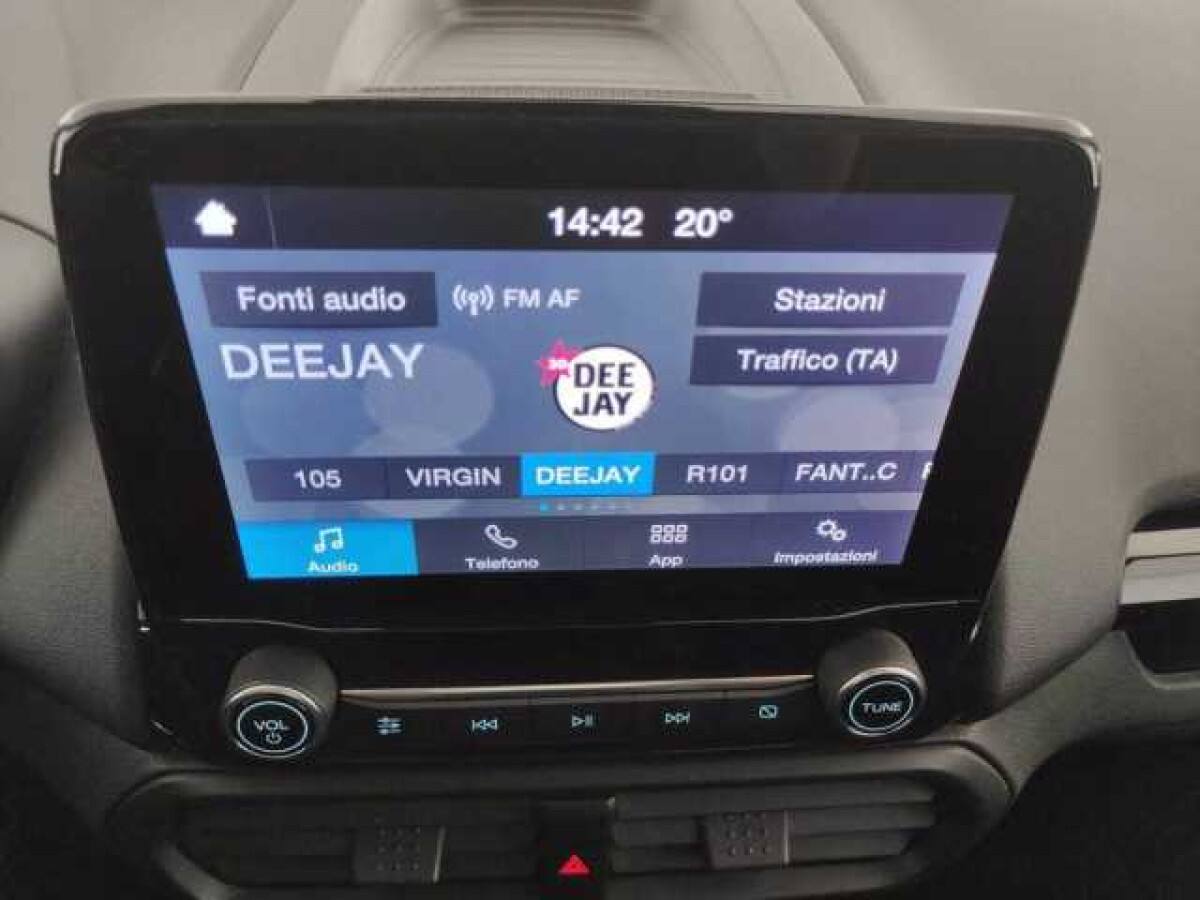 14:42 20°
Fonti audio
FM AF
Stazioni
DEEJAY
30
DEE
JAY
Traffico (TA)
105
VIRGIN
DEEJAY
R101
FANT..C
Audio
Telefono
App
Impostazioni
VOL
TUNE